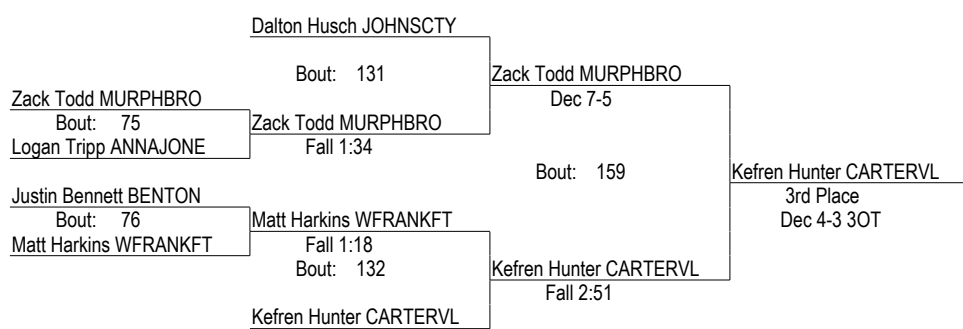 Dalton Husch JOHNSCTY
Bout: 131
Zack Todd MURPHBRO
Dec 7-5
Zack Todd MURPHBRO
Bout: 75
Zack Todd MURPHBRO
Logan Tripp ANNAJONE
Fall 1:34
Bout: 159
Kefren Hunter CARTERVL
3rd Place
Dec 4-3 3OT
Justin Bennett BENTON
Bout: 76
Matt Harkins WFRANKFT
Matt Harkins WFRANKFT
Fall 1:18
Bout: 132
Kefren Hunter CARTERVL
Fall 2:51
Kefren Hunter CARTERVL